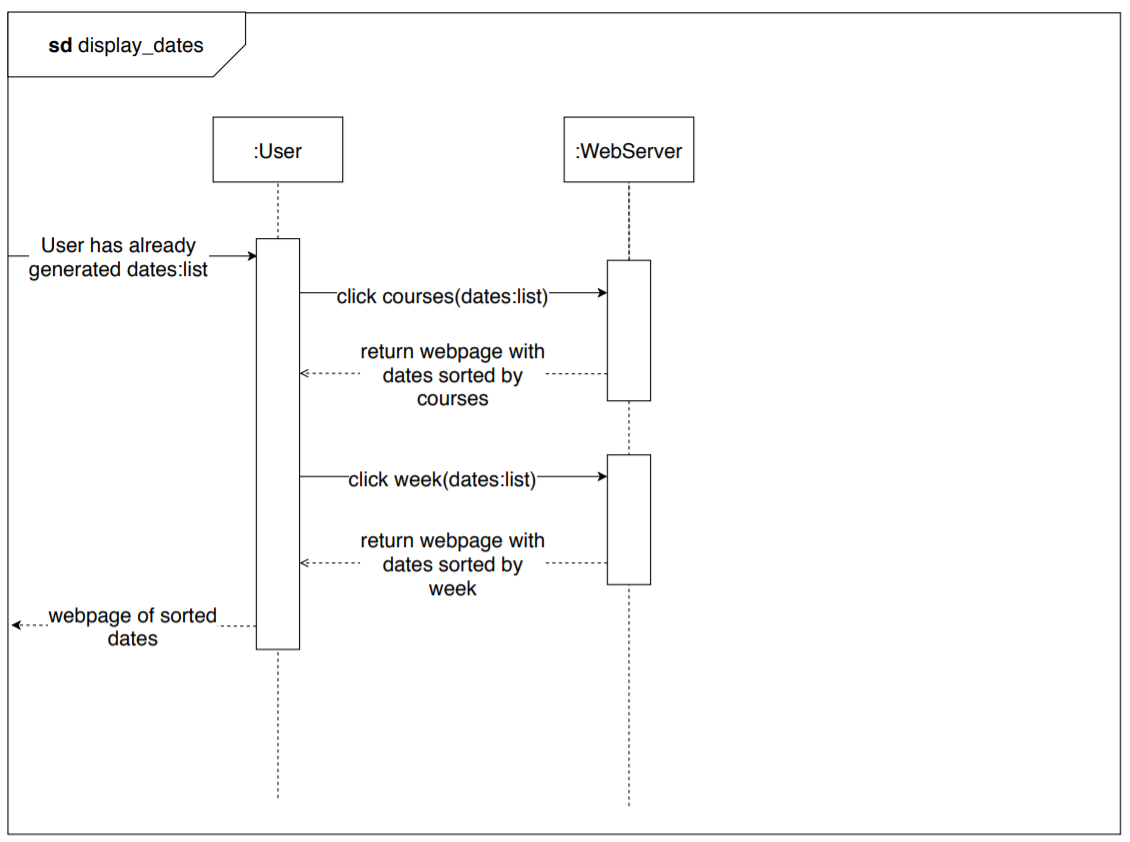 sd display_dates
:User
:WebServer
User has already
generated dates:list
click courses(dates:list)
return webpage with
dates sorted by
courses
click week(dates:list)
return webpage with
dates sorted by
week
webpage of sorted
dates